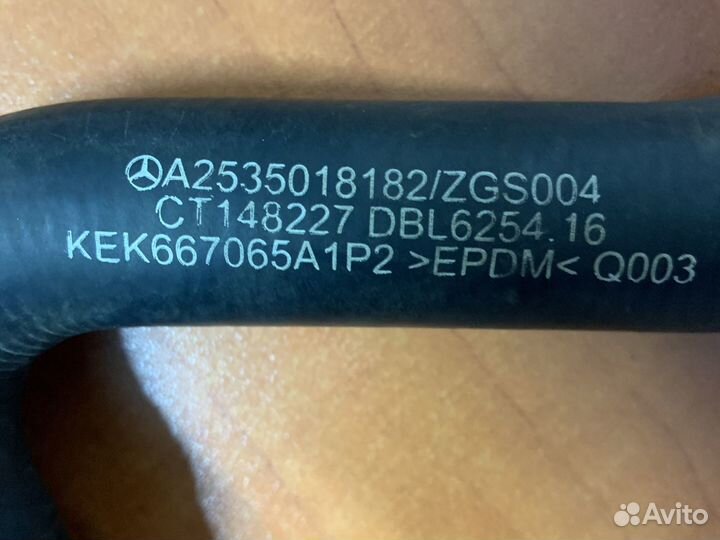 A2535018182/ZGS004
CT148227 DBL6254.16
KEK667065A1P2 >EPDM< Q003
Avito